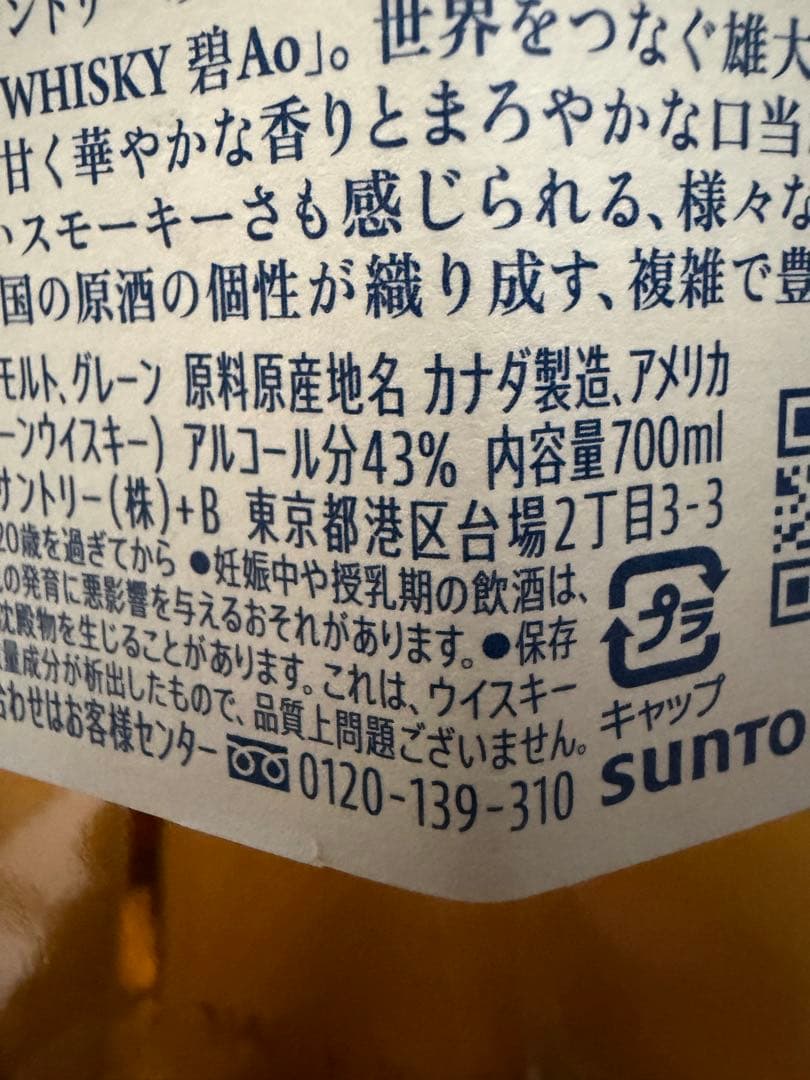 ントリー
WHISKY 碧Ao」。世界をつなぐ雄大
甘く華やかな香りとまろやかな口当
いスモーキーさも感じられる、様々な
国の原酒の個性が織り成す、複雑で豊
モルト、グレーン 原料原産地名 カナダ製造、アメリカ
ーンウイスキー) アルコール分43% 内容量700ml
サントリー(株)+B 東京都港区台場2丁目3-3
20歳を過ぎてから ●妊娠中や授乳期の飲酒は、
の発育に悪影響を与えるおそれがあります。●保存
沈殿物を生じることがあります。これは、ウイスキー
量成分が析出したもので、品質上問題ございません。
合わせはお客様センター 0120-139-310
プラ
キャップ
SUNTO